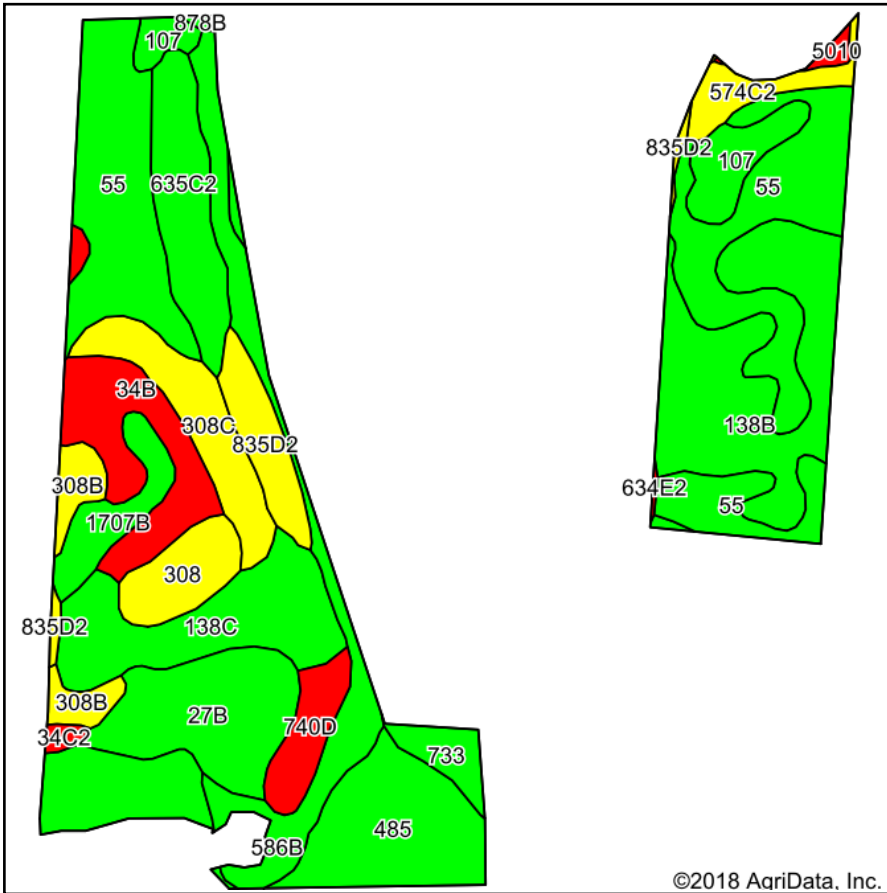 878B
107
5010
574C2
835D2
107
55
635C2
55
34B
308C
835D2
138B
308B
634E2
55
1707B
308
835D2
138C
308B
27B
740D
34C2
733
485
586B
©2018 AgriData, Inc.